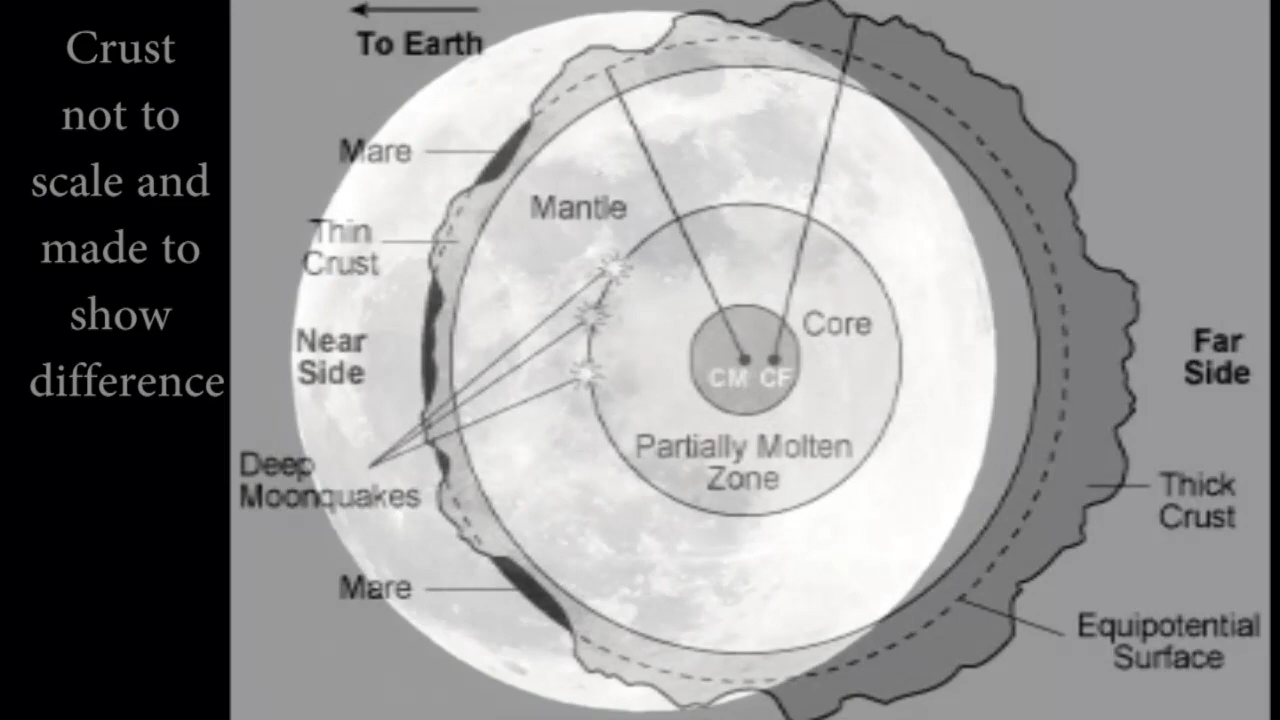 Crust
not to
scale and
made to
show
difference
To Earth
Mare
Mantle
Thin
Crust
Near
Side
Core
CM CF
Far
Side
Partially Molten
Zone
Deep
Moonquakes
Thick
Crust
Mare
Equipotential
Surface